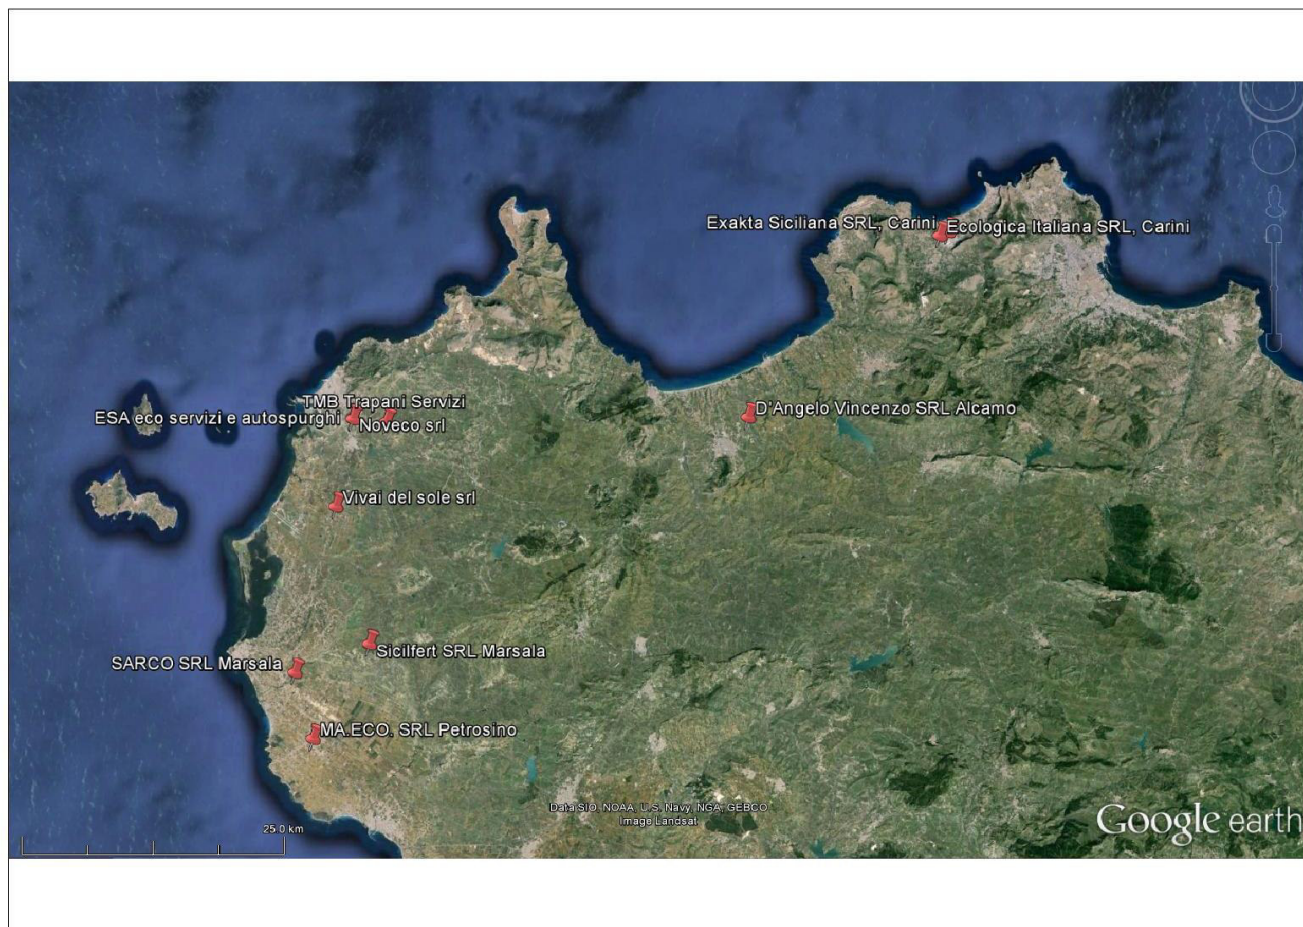 Exakta Siciliana SRL, Carini
Ecologica Italiana SRL, Carini
TMB Trapani Servizi
ESA eco servizi e autospurghi
Noveco srl
D'Angelo Vincenzo SRL Alcamo
Vivai del sole srl
Sicilfert SRL Marsala
SARCO SRL Marsala
MA.ECO. SRL Petrosino
Data SIO, NOAA, U.S. Navy, NGA, GEBCO
Image Landsat
25.0 km
Google earth